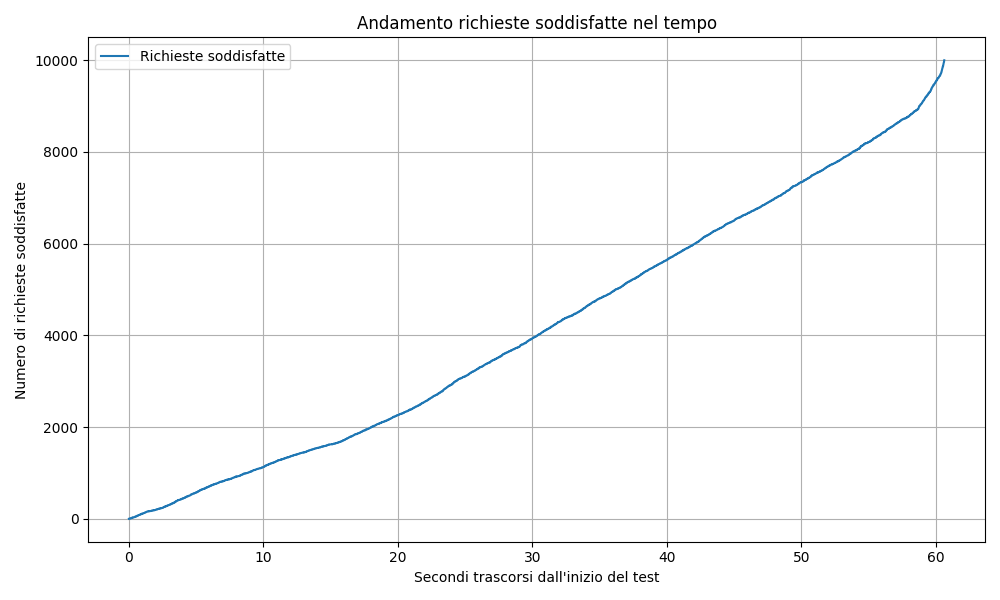 Andamento richieste soddisfatte nel tempo
Richieste soddisfatte
Numero di richieste soddisfatte
10000
8000
6000
4000
2000
0
0 10 20 30 40 50 60
Secondi trascorsi dall'inizio del test